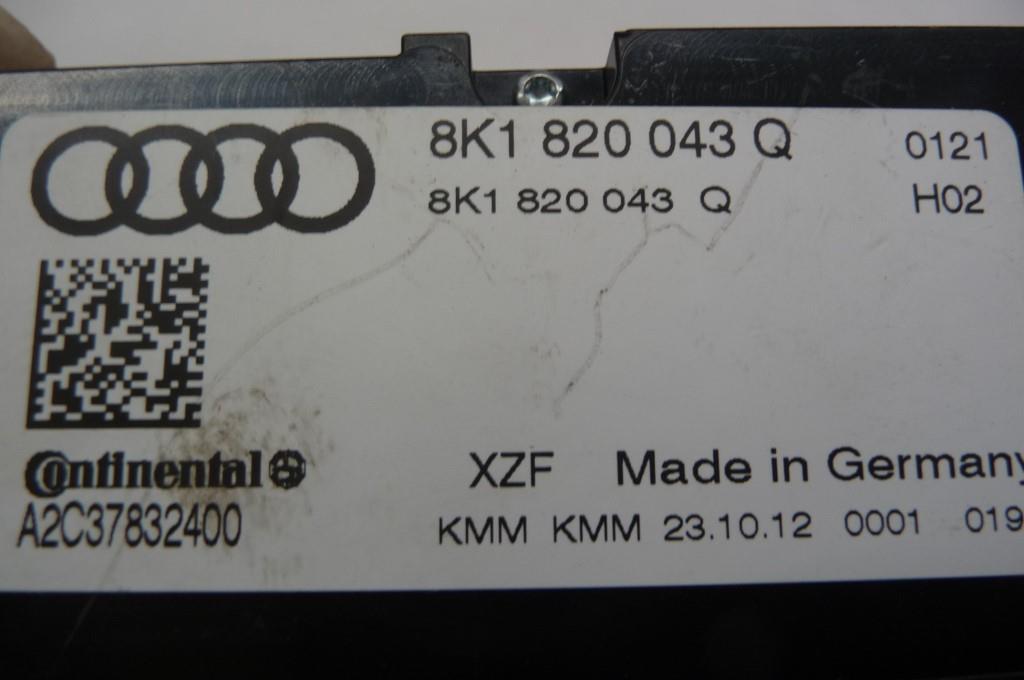 8K1 820 043 Q 0121
8K1 820 043 Q H02
Continental
XZF Made in Germany
A2C37832400
KMM KMM 23.10.12 0001 019